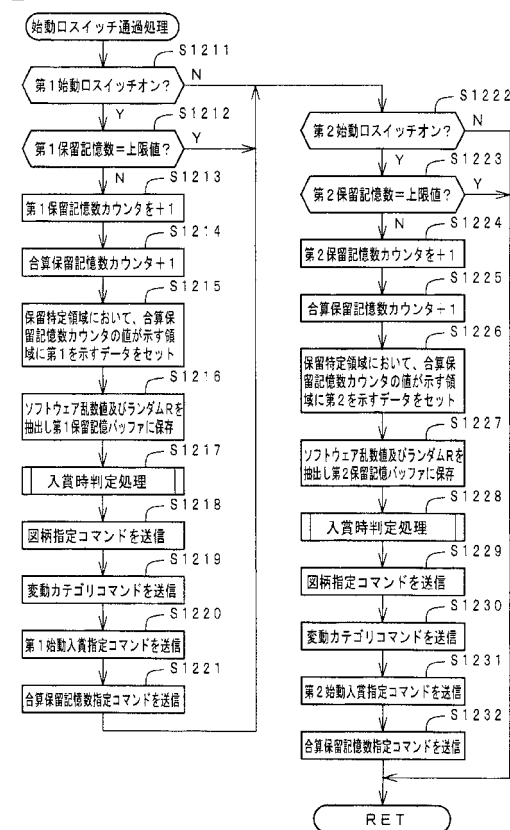 始動口スイッチ通過処理
S1211
第1始動口スイッチオン?
N
Y
S1212
第1保留記憶数=上限値?
Y
N
S1213
第1保留記憶数カウンタを+1
S1214
合算保留記憶数カウンタ+1
S1215
保留特定領域において、合算保
留記憶数カウンタの値が示す領
域に第1を示すデータをセット
S1216
ソフトウェア乱数値及びランダムRを
抽出し第1保留記憶バッファに保存
S1217
入賞時判定処理
S1218
図柄指定コマンドを送信
S1219
変動カテゴリコマンドを送信
S1220
第1始動入賞指定コマンドを送信
S1221
合算保留記憶数指定コマンドを送信
S1222
第2始動口スイッチオン?
N
Y
S1223
第2保留記憶数=上限値?
Y
N
S1224
第2保留記憶数カウンタを+1
S1225
合算保留記憶数カウンタ+1
S1226
保留特定領域において、合算保
留記憶数カウンタの値が示す領
域に第2を示すデータをセット
S1227
ソフトウェア乱数値及びランダムRを
抽出し第2保留記憶バッファに保存
S1228
入賞時判定処理
S1229
図柄指定コマンドを送信
S1230
変動カテゴリコマンドを送信
S1231
第2始動入賞指定コマンドを送信
S1232
合算保留記憶数指定コマンドを送信
RET